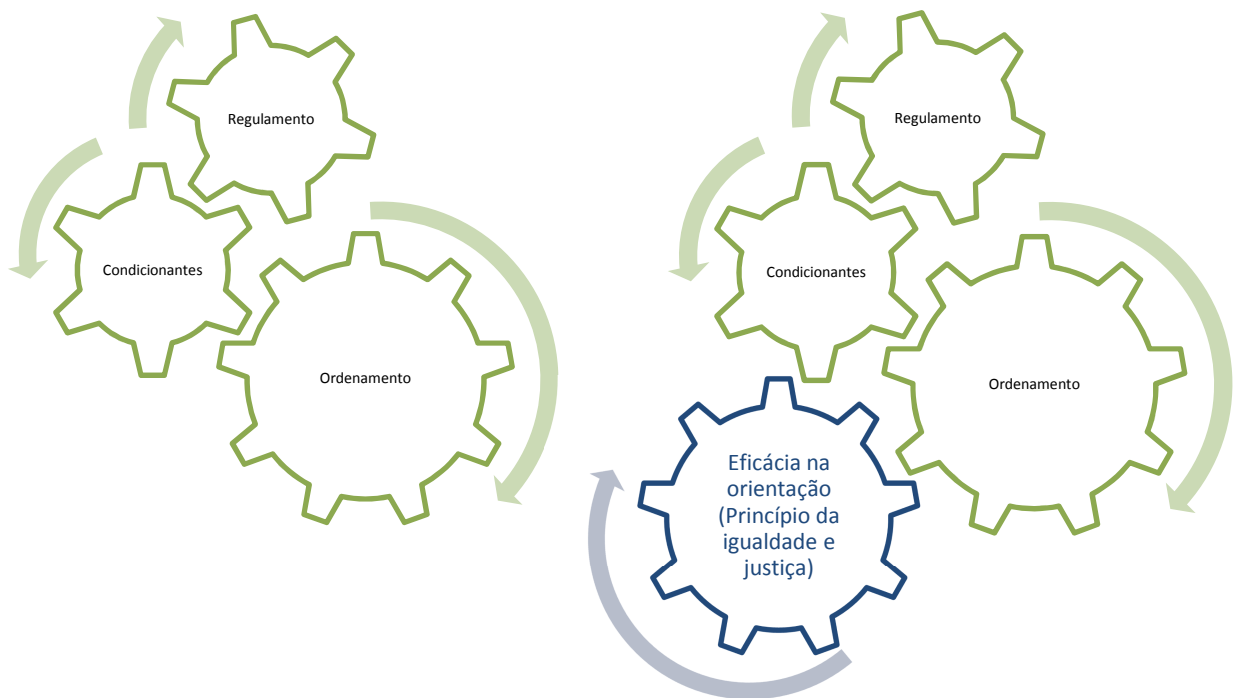 Regulamento
Condicionantes
Ordenamento
Regulamento
Condicionantes
Ordenamento
Eficácia na
orientação
(Princípio da
igualdade e
justiça)